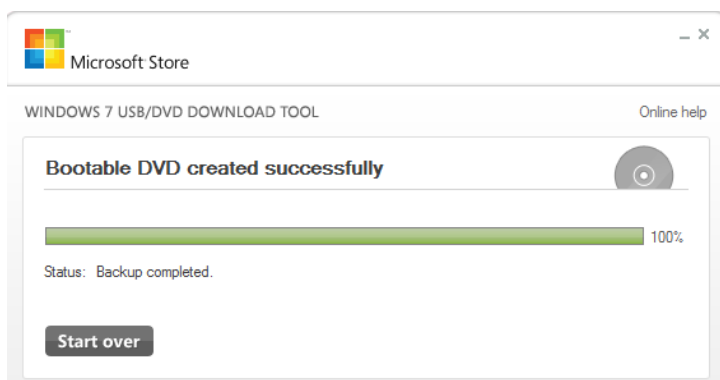 Microsoft Store
WINDOWS 7 USB/DVD DOWNLOAD TOOL Online help
Bootable DVD created successfully
100%
Status: Backup completed.
Start over